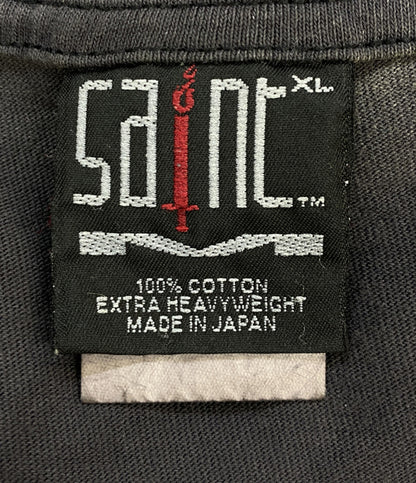 saint XL
TM
100% COTTON
EXTRA HEAVYWEIGHT
MADE IN JAPAN